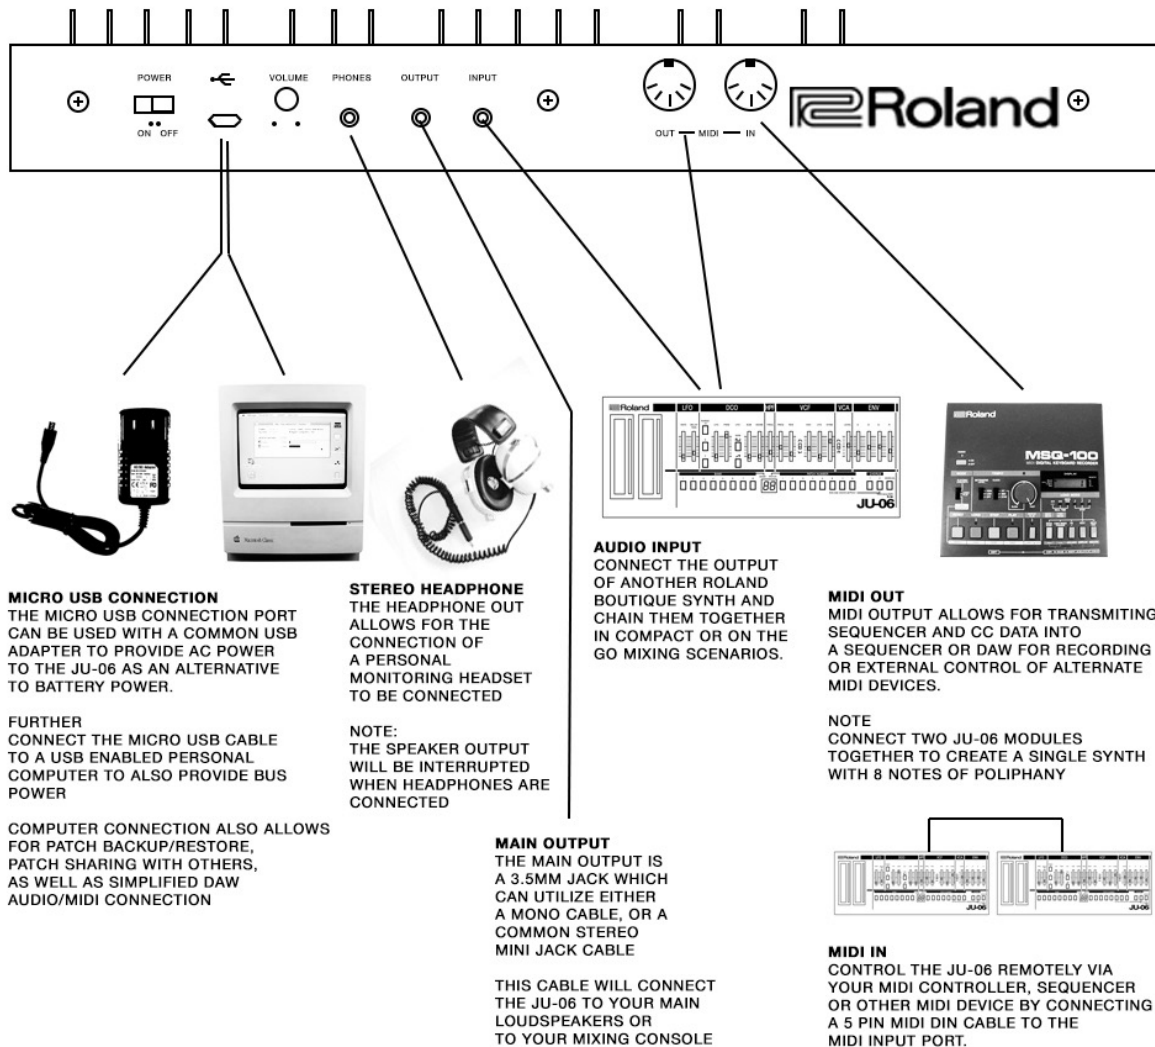 POWER
VOLUME
PHONES
OUTPUT
INPUT
ON OFF
OUT MIDI IN
Roland
Roland
LFO DCO HPF VCF VCA ENV
JU-06
Roland
MSQ-100
MIDI DIGITAL KEYBOARD RECORDER
Macintosh Classic
MICRO USB CONNECTION
THE MICRO USB CONNECTION PORT
CAN BE USED WITH A COMMON USB
ADAPTER TO PROVIDE AC POWER
TO THE JU-06 AS AN ALTERNATIVE
TO BATTERY POWER.
FURTHER
CONNECT THE MICRO USB CABLE
TO A USB ENABLED PERSONAL
COMPUTER TO ALSO PROVIDE BUS
POWER
COMPUTER CONNECTION ALSO ALLOWS
FOR PATCH BACKUP/RESTORE,
PATCH SHARING WITH OTHERS,
AS WELL AS SIMPLIFIED DAW
AUDIO/MIDI CONNECTION
STEREO HEADPHONE
THE HEADPHONE OUT
ALLOWS FOR THE
CONNECTION OF
A PERSONAL
MONITORING HEADSET
TO BE CONNECTED
NOTE:
THE SPEAKER OUTPUT
WILL BE INTERRUPTED
WHEN HEADPHONES ARE
CONNECTED
MAIN OUTPUT
THE MAIN OUTPUT IS
A 3.5MM JACK WHICH
CAN UTILIZE EITHER
A MONO CABLE, OR A
COMMON STEREO
MINI JACK CABLE
THIS CABLE WILL CONNECT
THE JU-06 TO YOUR MAIN
LOUDSPEAKERS OR
TO YOUR MIXING CONSOLE
AUDIO INPUT
CONNECT THE OUTPUT
OF ANOTHER ROLAND
BOUTIQUE SYNTH AND
CHAIN THEM TOGETHER
IN COMPACT OR ON THE
GO MIXING SCENARIOS.
MIDI OUT
MIDI OUTPUT ALLOWS FOR TRANSMITING
SEQUENCER AND CC DATA INTO
A SEQUENCER OR DAW FOR RECORDING
OR EXTERNAL CONTROL OF ALTERNATE
MIDI DEVICES.
NOTE
CONNECT TWO JU-06 MODULES
TOGETHER TO CREATE A SINGLE SYNTH
WITH 8 NOTES OF POLIPHANY
JU-06
JU-06
MIDI IN
CONTROL THE JU-06 REMOTELY VIA
YOUR MIDI CONTROLLER, SEQUENCER
OR OTHER MIDI DEVICE BY CONNECTING
A 5 PIN MIDI DIN CABLE TO THE
MIDI INPUT PORT.